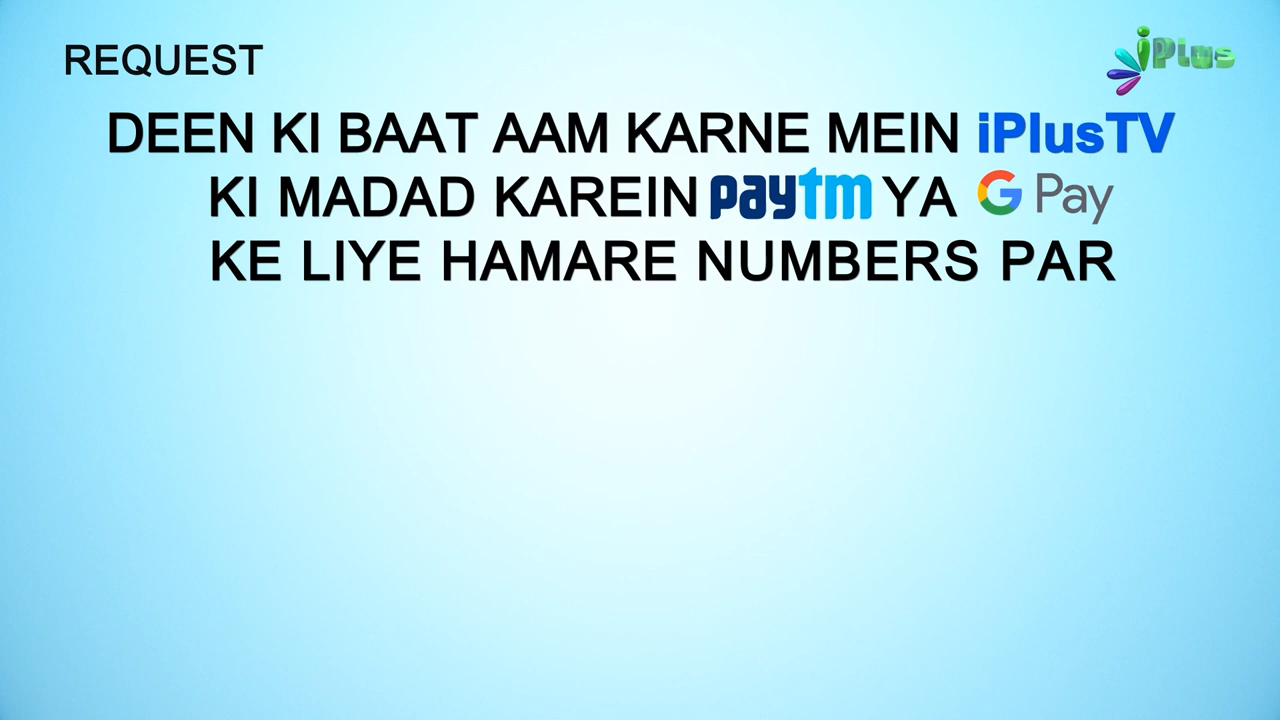 REQUEST
iPlus
DEEN KI BAAT AAM KARNE MEIN iPlusTV
KI MADAD KAREIN paytm YA G Pay
KE LIYE HAMARE NUMBERS PAR